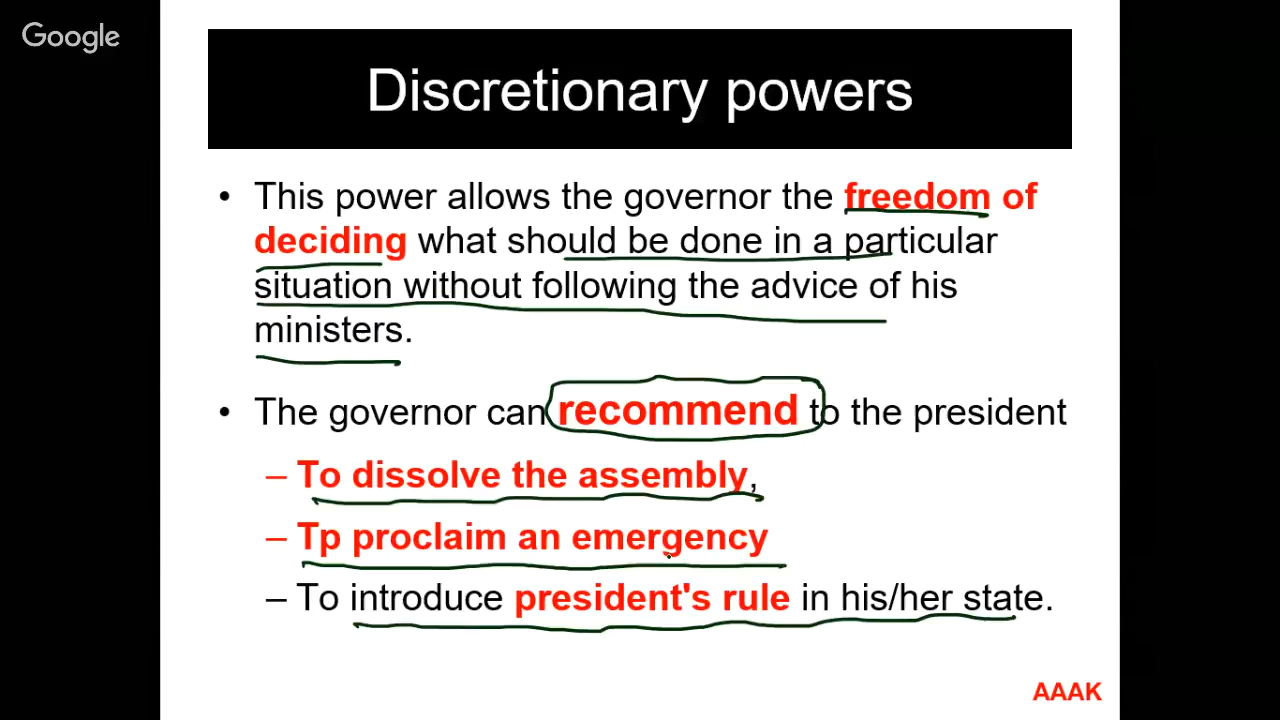 Google
Discretionary powers
• This power allows the governor the freedom of
deciding what should be done in a particular
situation without following the advice of his
ministers.
• The governor can recommend to the president
– To dissolve the assembly,
– Tp proclaim an emergency
– To introduce president's rule in his/her state.
AAAK